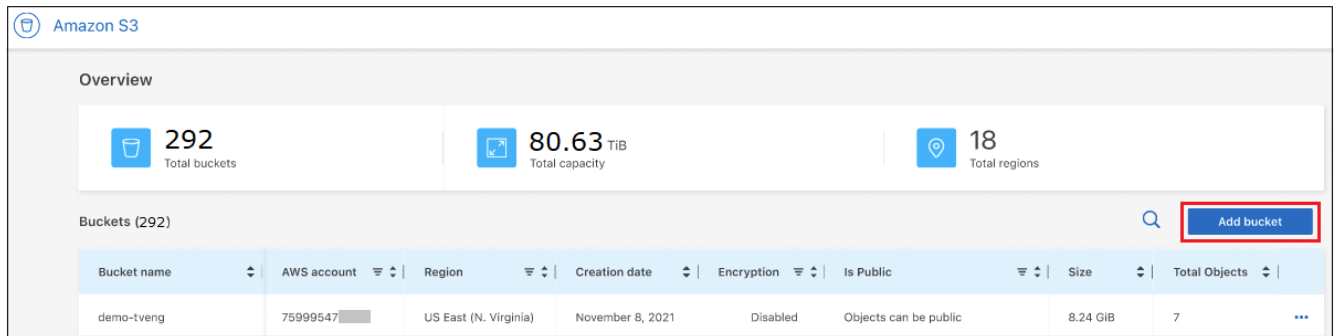 Amazon S3
Overview
292
Total buckets
80.63 TiB
Total capacity
18
Total regions
Buckets (292)
Add bucket
Bucket name AWS account Region Creation date Encryption Is Public Size Total Objects
demo-tveng 75999547 US East (N. Virginia) November 8, 2021 Disabled Objects can be public 8.24 GiB 7